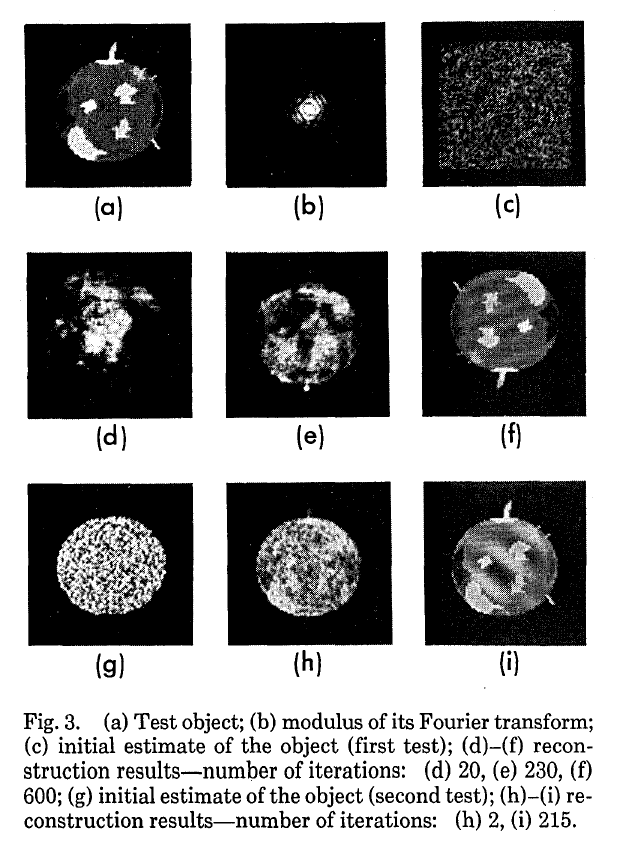 (a) (b) (c)
(d) (e) (f)
(g) (h) (i)
Fig. 3. (a) Test object; (b) modulus of its Fourier transform;
(c) initial estimate of the object (first test); (d)–(f) recon-
struction results—number of iterations: (d) 20, (e) 230, (f)
600; (g) initial estimate of the object (second test); (h)–(i) re-
construction results—number of iterations: (h) 2, (i) 215.